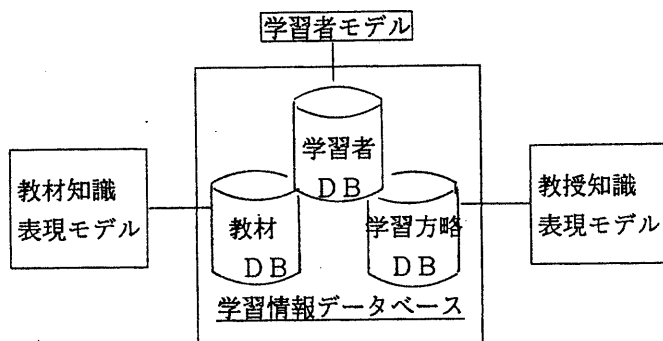 学習者モデル
学習者
DB
教材知識
表現モデル
教材
DB
学習方略
DB
教授知識
表現モデル
学習情報データベース